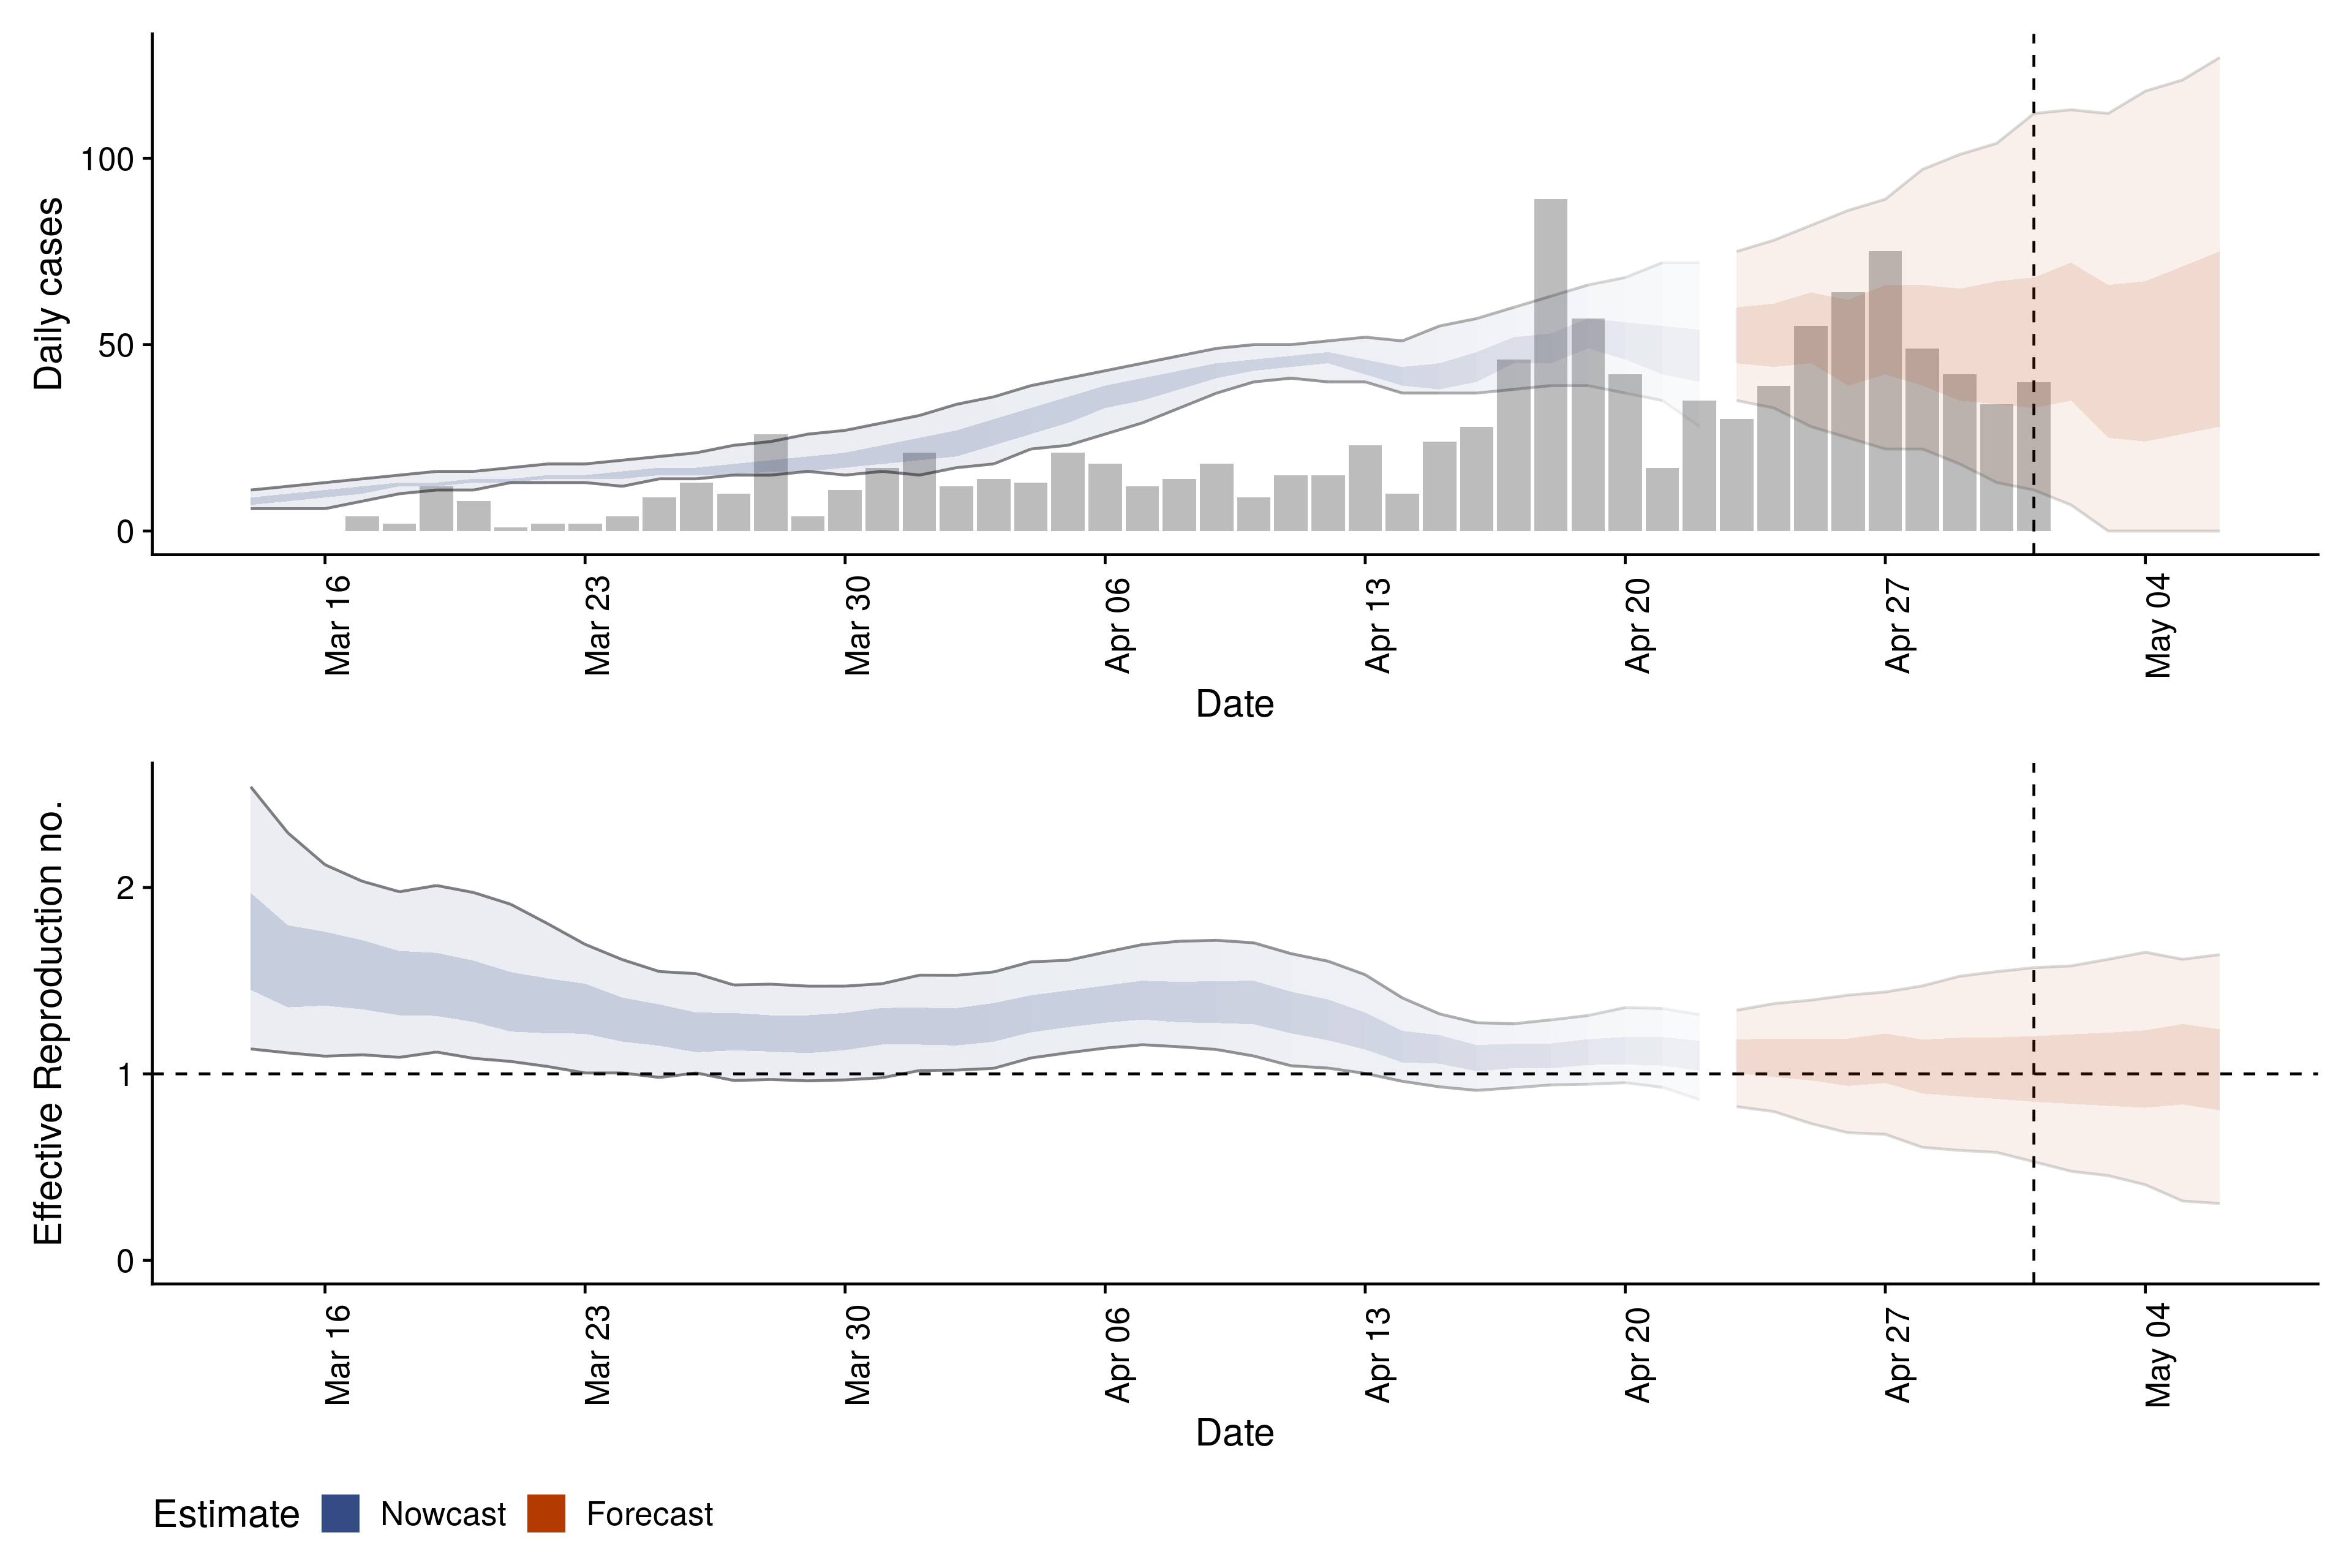 Daily cases
100
50
0
Mar 16
Mar 23
Mar 30
Apr 06
Apr 13
Apr 20
Apr 27
May 04
Date
Effective Reproduction no.
2
1
0
Mar 16
Mar 23
Mar 30
Apr 06
Apr 13
Apr 20
Apr 27
May 04
Date
Estimate Nowcast Forecast